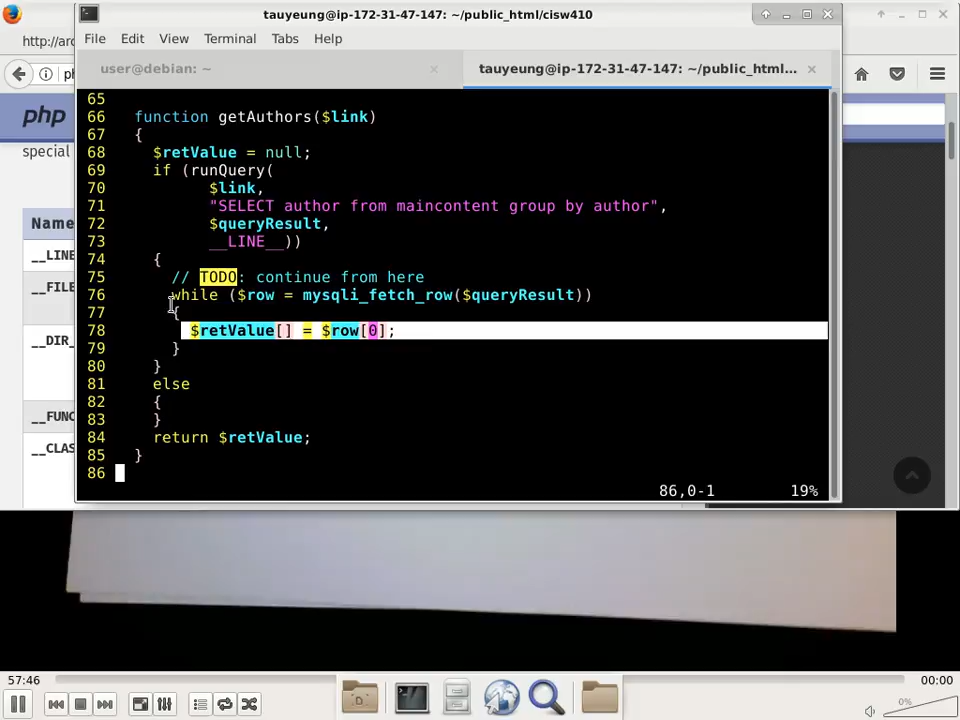 tauyeung@ip-172-31-47-147: ~/public_html/cisw410
File Edit View Terminal Tabs Help
http://arc
user@debian: ~
tauyeung@ip-172-31-47-147: ~/public_html...
ph
php
special
Name
__LINE
__FILE
__DIR_
__FUNC
__CLAS
65
66 function getAuthors($link)
67 {
68 $retValue = null;
69 if (runQuery(
70 $link,
71 "SELECT author from maincontent group by author",
72 $queryResult,
73 __LINE__))
74 {
75 // TODO: continue from here
76 while ($row = mysqli_fetch_row($queryResult))
77 {
78 $retValue[] = $row[0];
79 }
80 }
81 else
82 {
83 }
84 return $retValue;
85 }
86
86,0-1 19%
57:46
00:00
0%